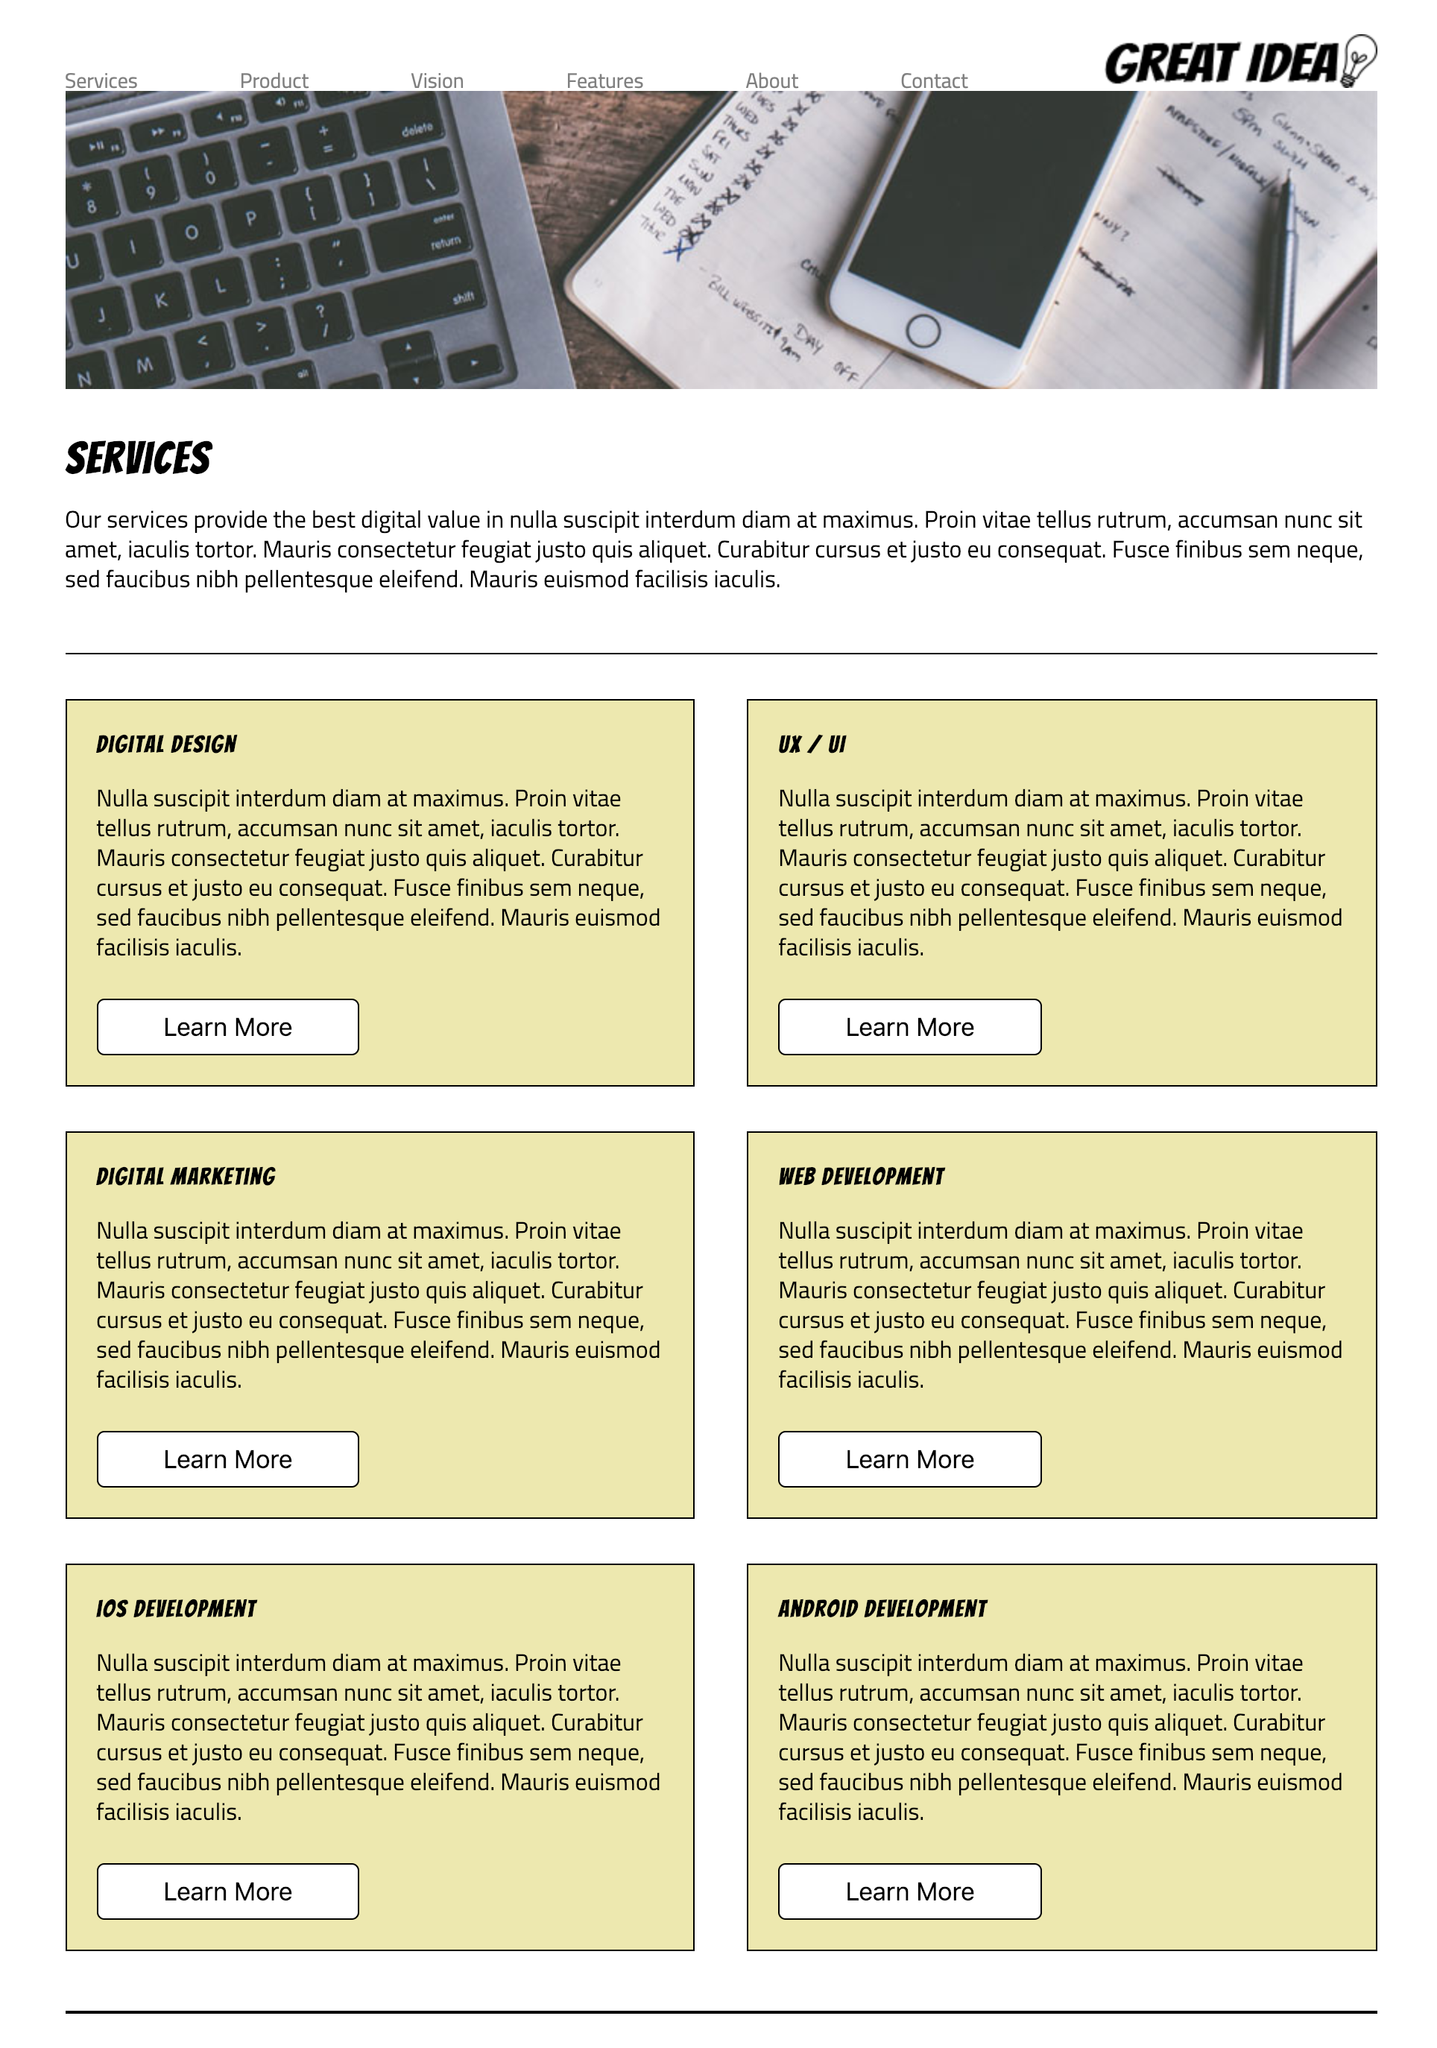 Services Product Vision Features About Contact
GREAT IDEA
delete
enter
return
shift
WED
THURS
FRI
SAT
SUN
MON
TUE
WED
DAY
OFF
SERVICES
Our services provide the best digital value in nulla suscipit interdum diam at maximus. Proin vitae tellus rutrum, accumsan nunc sit
amet, iaculis tortor. Mauris consectetur feugiat justo quis aliquet. Curabitur cursus et justo eu consequat. Fusce finibus sem neque,
sed faucibus nibh pellentesque eleifend. Mauris euismod facilisis iaculis.
DIGITAL DESIGN
Nulla suscipit interdum diam at maximus. Proin vitae
tellus rutrum, accumsan nunc sit amet, iaculis tortor.
Mauris consectetur feugiat justo quis aliquet. Curabitur
cursus et justo eu consequat. Fusce finibus sem neque,
sed faucibus nibh pellentesque eleifend. Mauris euismod
facilisis iaculis.
Learn More
UX / UI
Nulla suscipit interdum diam at maximus. Proin vitae
tellus rutrum, accumsan nunc sit amet, iaculis tortor.
Mauris consectetur feugiat justo quis aliquet. Curabitur
cursus et justo eu consequat. Fusce finibus sem neque,
sed faucibus nibh pellentesque eleifend. Mauris euismod
facilisis iaculis.
Learn More
DIGITAL MARKETING
Nulla suscipit interdum diam at maximus. Proin vitae
tellus rutrum, accumsan nunc sit amet, iaculis tortor.
Mauris consectetur feugiat justo quis aliquet. Curabitur
cursus et justo eu consequat. Fusce finibus sem neque,
sed faucibus nibh pellentesque eleifend. Mauris euismod
facilisis iaculis.
Learn More
WEB DEVELOPMENT
Nulla suscipit interdum diam at maximus. Proin vitae
tellus rutrum, accumsan nunc sit amet, iaculis tortor.
Mauris consectetur feugiat justo quis aliquet. Curabitur
cursus et justo eu consequat. Fusce finibus sem neque,
sed faucibus nibh pellentesque eleifend. Mauris euismod
facilisis iaculis.
Learn More
IOS DEVELOPMENT
Nulla suscipit interdum diam at maximus. Proin vitae
tellus rutrum, accumsan nunc sit amet, iaculis tortor.
Mauris consectetur feugiat justo quis aliquet. Curabitur
cursus et justo eu consequat. Fusce finibus sem neque,
sed faucibus nibh pellentesque eleifend. Mauris euismod
facilisis iaculis.
Learn More
ANDROID DEVELOPMENT
Nulla suscipit interdum diam at maximus. Proin vitae
tellus rutrum, accumsan nunc sit amet, iaculis tortor.
Mauris consectetur feugiat justo quis aliquet. Curabitur
cursus et justo eu consequat. Fusce finibus sem neque,
sed faucibus nibh pellentesque eleifend. Mauris euismod
facilisis iaculis.
Learn More